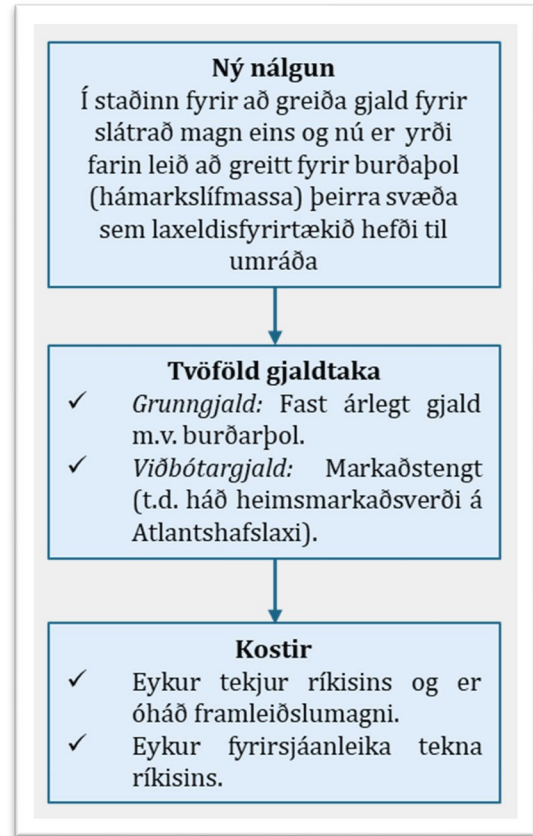 Ný nálgun
Í staðinn fyrir að greiða gjald fyrir
slátrað magn eins og nú er yrði
farin leið að greitt fyrir burðaþol
(hámarkslífmassa) þeirra svæða
sem laxeldisfyrirtækið hefði til
umráða
Tvöföld gjaldtaka
✓ Grunngjald: Fast árlegt gjald
m.v. burðarþol.
✓ Viðbótargjald: Markaðstengt
(t.d. háð heimsmarkaðsverði á
Atlantshafslaxi).
Kostir
✓ Eykur tekjur ríkisins og er
óháð framleiðslumagni.
✓ Eykur fyrirsjáanleika tekna
ríkisins.